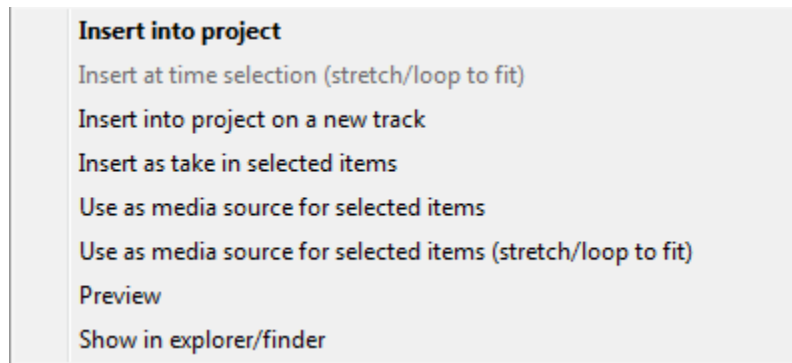 Insert into project
Insert at time selection (stretch/loop to fit)
Insert into project on a new track
Insert as take in selected items
Use as media source for selected items
Use as media source for selected items (stretch/loop to fit)
Preview
Show in explorer/finder